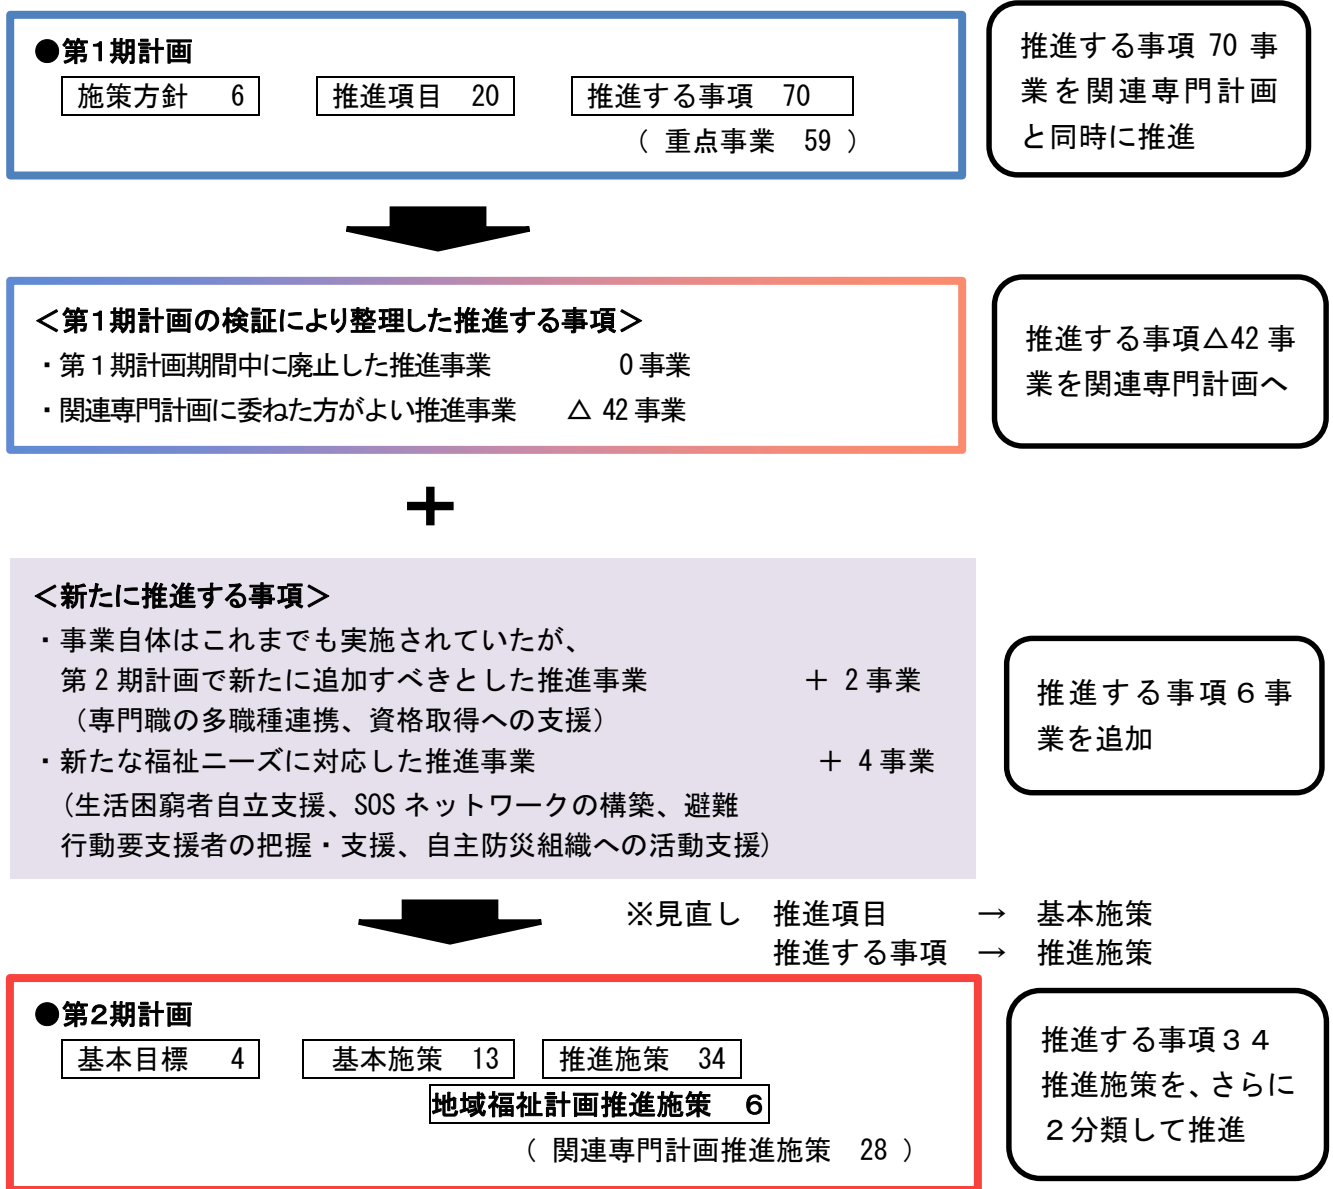 ●第1期計画
施策方針 6 推進項目 20 推進する事項 70
( 重点事業 59 )
推進する事項 70 事
業を関連専門計画
と同時に推進
＜第1期計画の検証により整理した推進する事項＞
・第1期計画期間中に廃止した推進事業 0事業
・関連専門計画に委ねた方がよい推進事業 △ 42事業
推進する事項△42 事
業を関連専門計画へ
＋
＜新たに推進する事項＞
・事業自体はこれまでも実施されていたが、
第2期計画で新たに追加すべきとした推進事業 ＋ 2事業
(専門職の多職種連携、資格取得への支援)
・新たな福祉ニーズに対応した推進事業 ＋ 4事業
(生活困窮者自立支援、SOSネットワークの構築、避難
行動要支援者の把握・支援、自主防災組織への活動支援)
推進する事項６事
業を追加
※見直し 推進項目 → 基本施策
推進する事項 → 推進施策
●第2期計画
基本目標 4 基本施策 13 推進施策 34
地域福祉計画推進施策 6
( 関連専門計画推進施策 28 )
推進する事項３４
推進施策を、さらに
２分類して推進